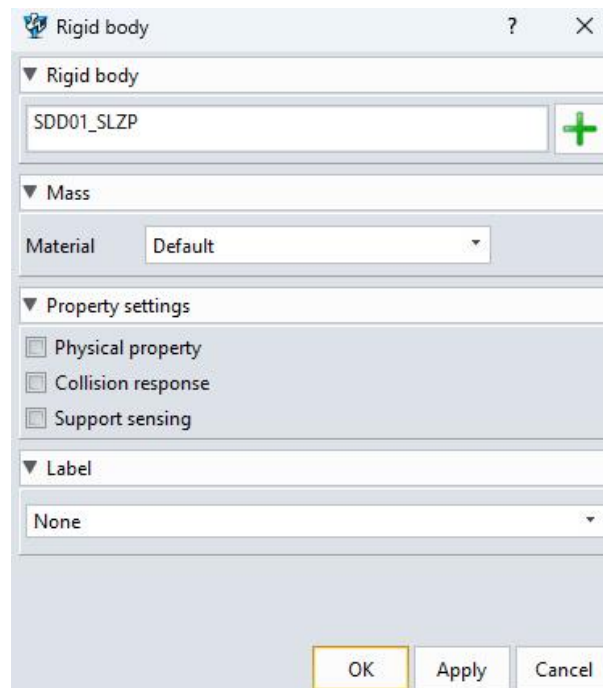 Rigid body ?
Rigid body
SDD01_SLZP
Mass
Material Default
Property settings
Physical property
Collision response
Support sensing
Label
None
OK Apply Cancel